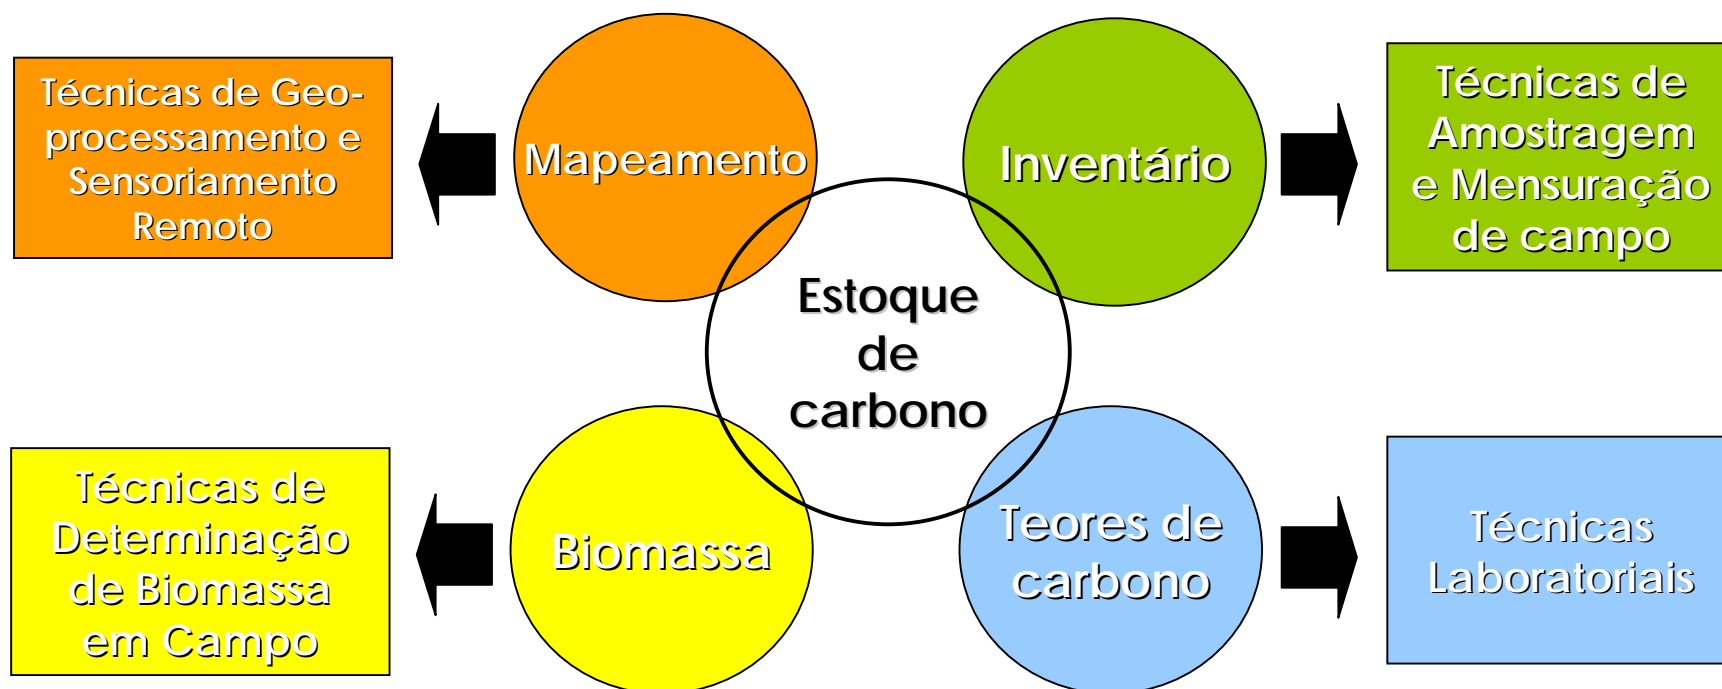 Técnicas de Geo-
processamento e
Sensoriamento
Remoto
Mapeamento
Inventário
Técnicas de
Amostragem
e Mensuração
de campo
Estoque
de
carbono
Técnicas de
Determinação
de Biomassa
em Campo
Biomassa
Teores de
carbono
Técnicas
Laboratoriais